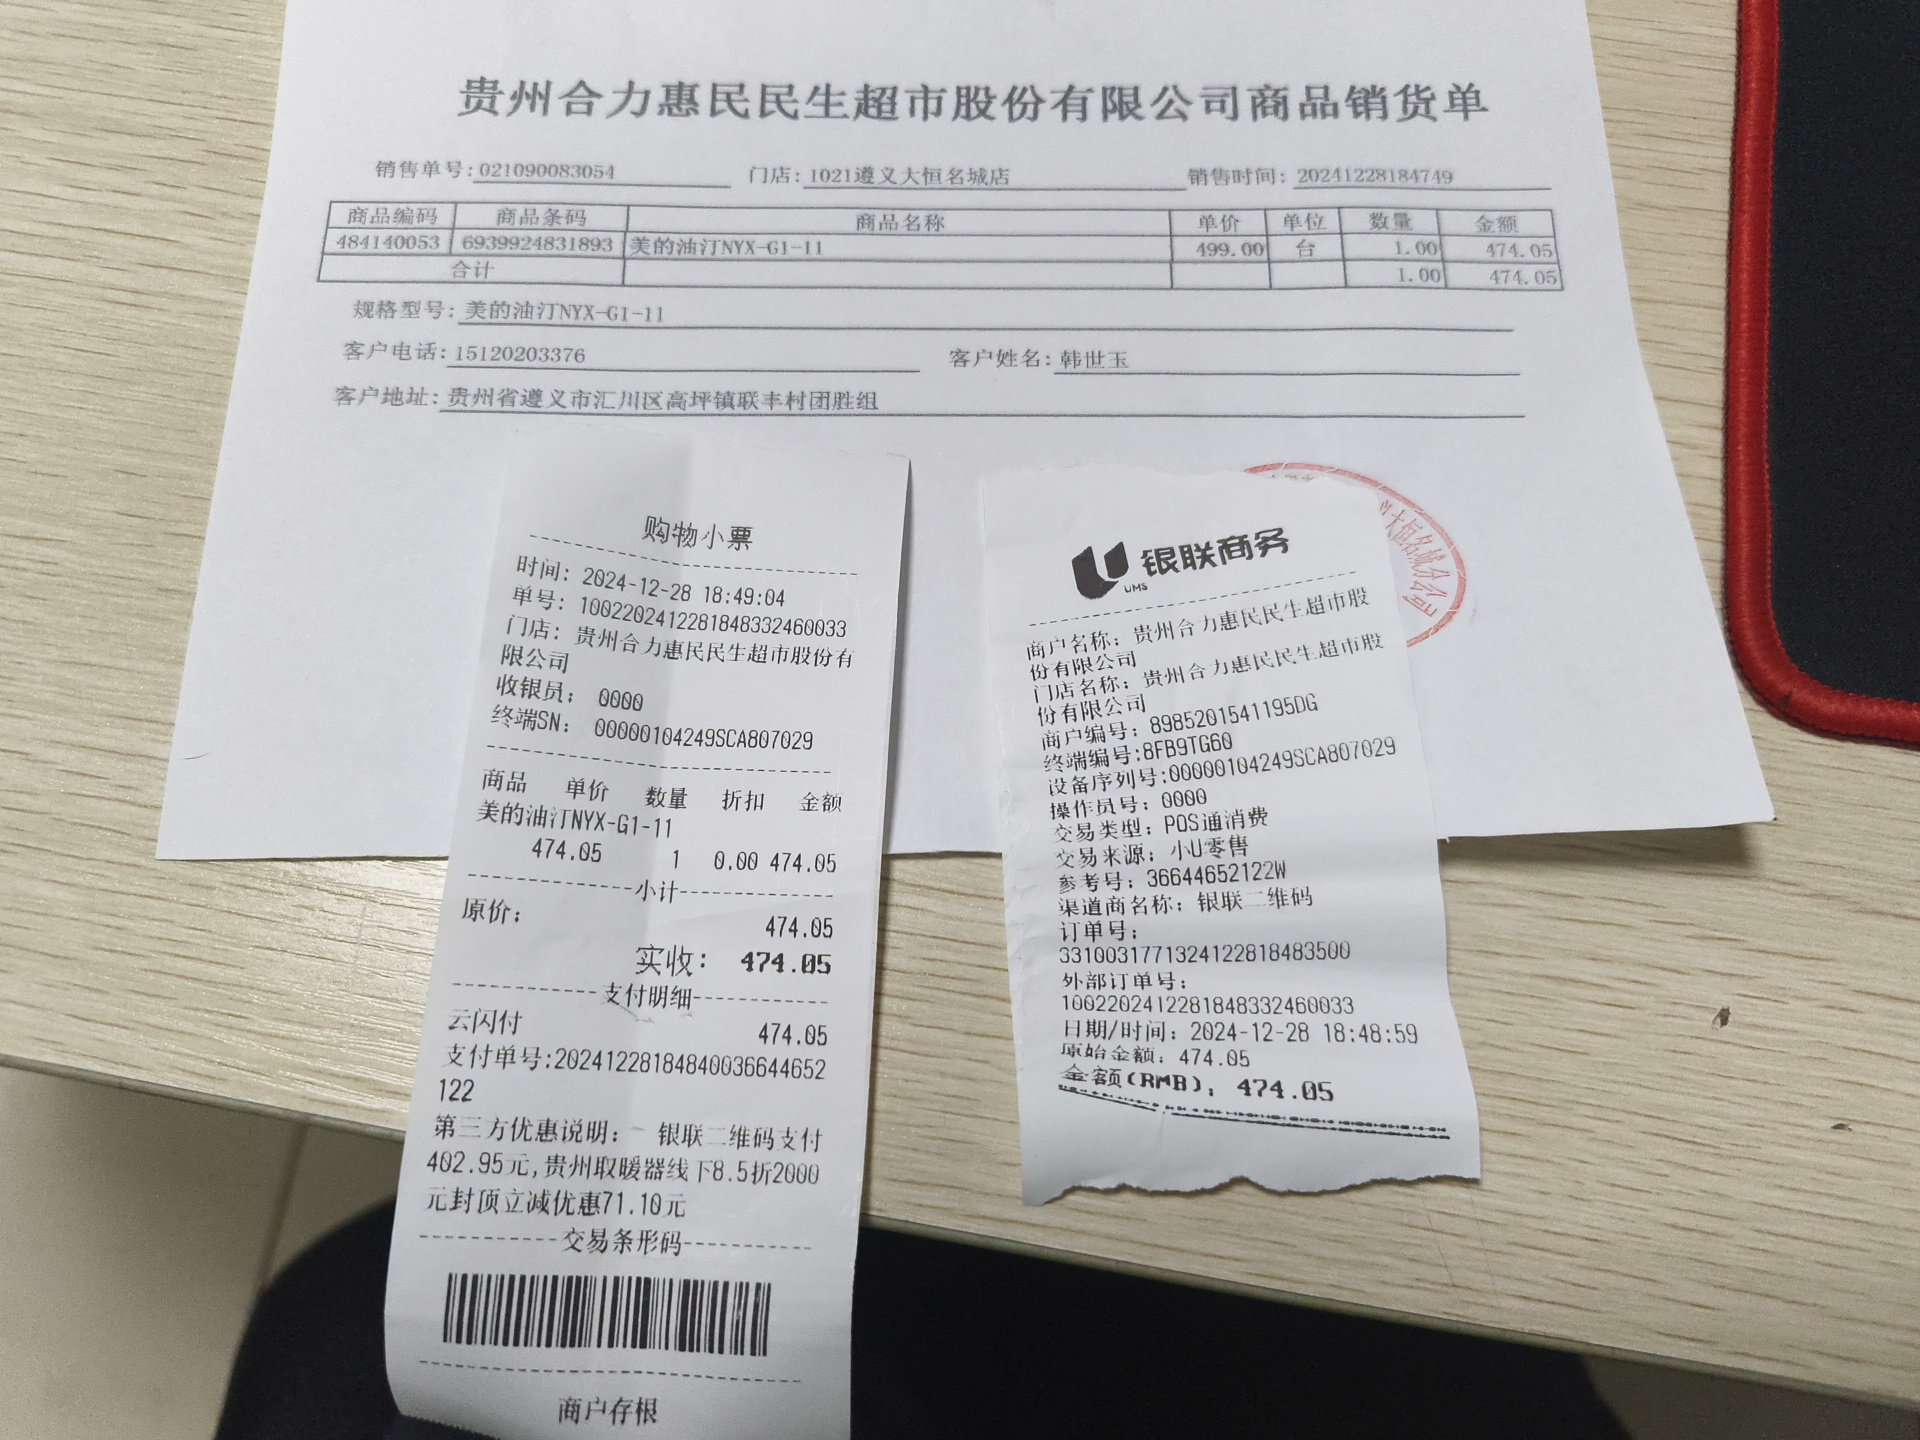 贵州合力惠民民生超市股份有限公司商品销货单
销售单号:021090083054 门店:1021遵义大恒名城店 销售时间:20241228184749
商品编码 商品条码 商品名称 单价 单位 数量 金额
484140053 6939924831893 美的油汀NYX-G1-11 499.00 台 1.00 474.05
合计 1.00 474.05
规格型号:美的油汀NYX-G1-11
客户电话:15120203376 客户姓名:韩世玉
客户地址:贵州省遵义市汇川区高坪镇联丰村团胜组
购物小票
时间: 2024-12-28 18:49:04
单号: 10022024122818483324600​33
门店: 贵州合力惠民民生超市股份有
限公司
收银员: 0000
终端SN: 00000104249SCA807029
商品 单价 数量 折扣 金额
美的油汀NYX-G1-11
474.05 1 0.00 474.05
小计
原价: 474.05
实收: 474.05
支付明细
云闪付 474.05
支付单号:20241228184840036644652
122
第三方优惠说明: 银联二维码支付
402.95元,贵州取暖器线下8.5折2000
元封顶立减优惠71.10元
交易条形码
商户存根
银联商务
UMS
商户名称: 贵州合力惠民民生超市股
份有限公司
门店名称: 贵州合力惠民民生超市股
份有限公司
商户编号: 8985201541195DG
终端编号:8FB9TG60
设备序列号:00000104249SCA807029
操作员号: 0000
交易类型: POS通消费
交易来源: 小U零售
参考号: 36644652122W
渠道商名称: 银联二维码
订单号:
3310031771324122818483500
外部订单号:
1002202412281848332460033
日期/时间: 2024-12-28 18:48:59
原始金额: 474.05
金额(RMB): 474.05
大恒名城分公司